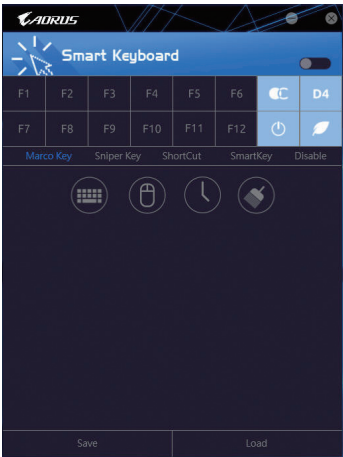 AORUS
Smart Keyboard
F1 F2 F3 F4 F5 F6 D4
F7 F8 F9 F10 F11 F12
Marco Key Sniper Key ShortCut SmartKey Disable
Save Load